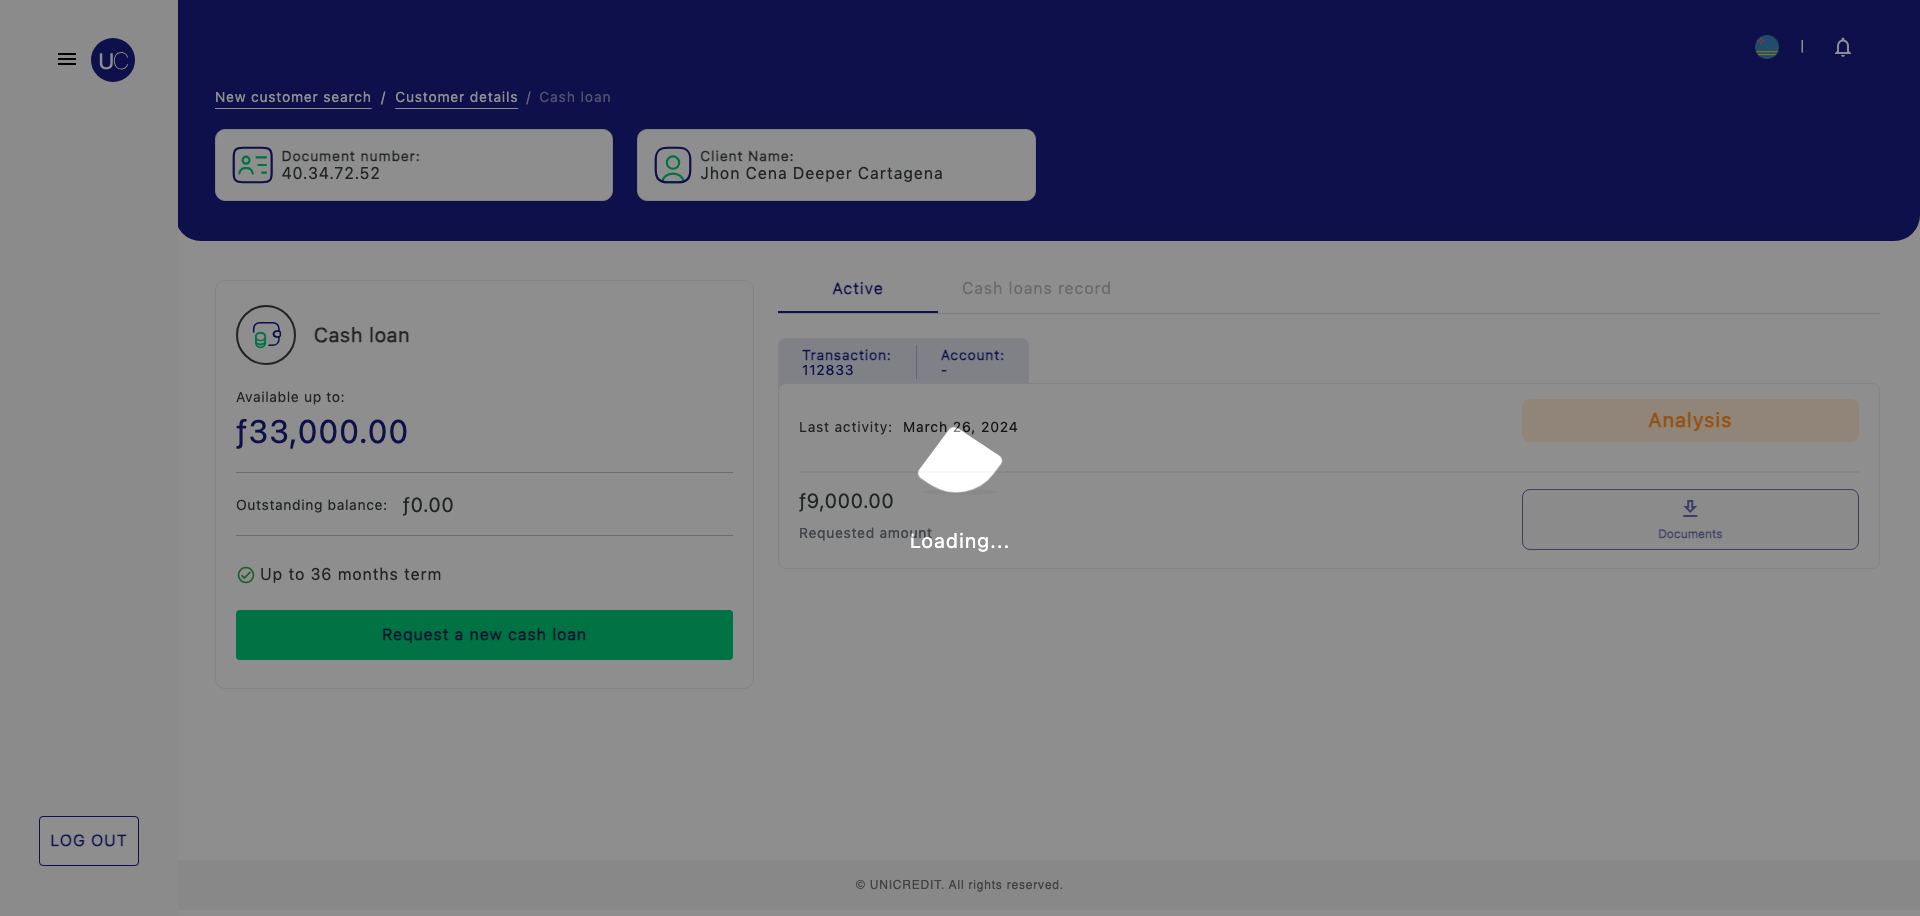 UC
New customer search / Customer details / Cash loan
Document number:
40.34.72.52
Client Name:
Jhon Cena Deeper Cartagena
Cash loan
Available up to:
ƒ33,000.00
Outstanding balance: ƒ0.00
Up to 36 months term
Request a new cash loan
Active
Cash loans record
Transaction:
112833
Account:
-
Last activity: March 26, 2024
Analysis
ƒ9,000.00
Requested amount
Documents
Loading...
LOG OUT
© UNICREDIT. All rights reserved.